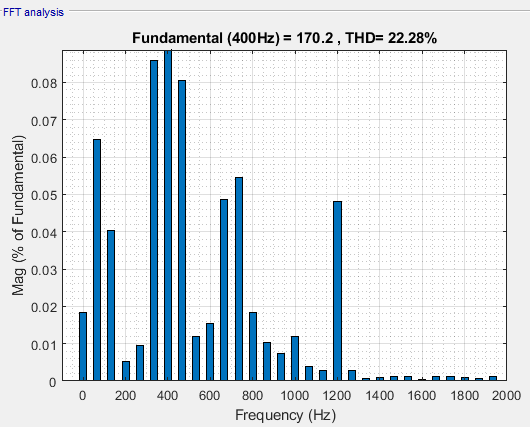 FFT analysis
Fundamental (400Hz) = 170.2 , THD= 22.28%
0.08
0.07
0.06
0.05
0.04
0.03
0.02
0.01
0
Mag (% of Fundamental)
0 200 400 600 800 1000 1200 1400 1600 1800 2000
Frequency (Hz)